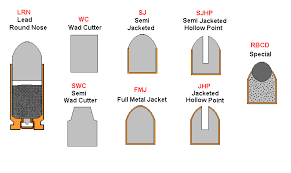 LRN
Lead
Round Nose
WC
Wad Cutter
SJ
Semi
Jacketed
SJHP
Semi Jacketed
Hollow Point
RBCD
Special
SWC
Semi
Wad Cutter
FMJ
Full Metal Jacket
JHP
Jacketed
Hollow Point